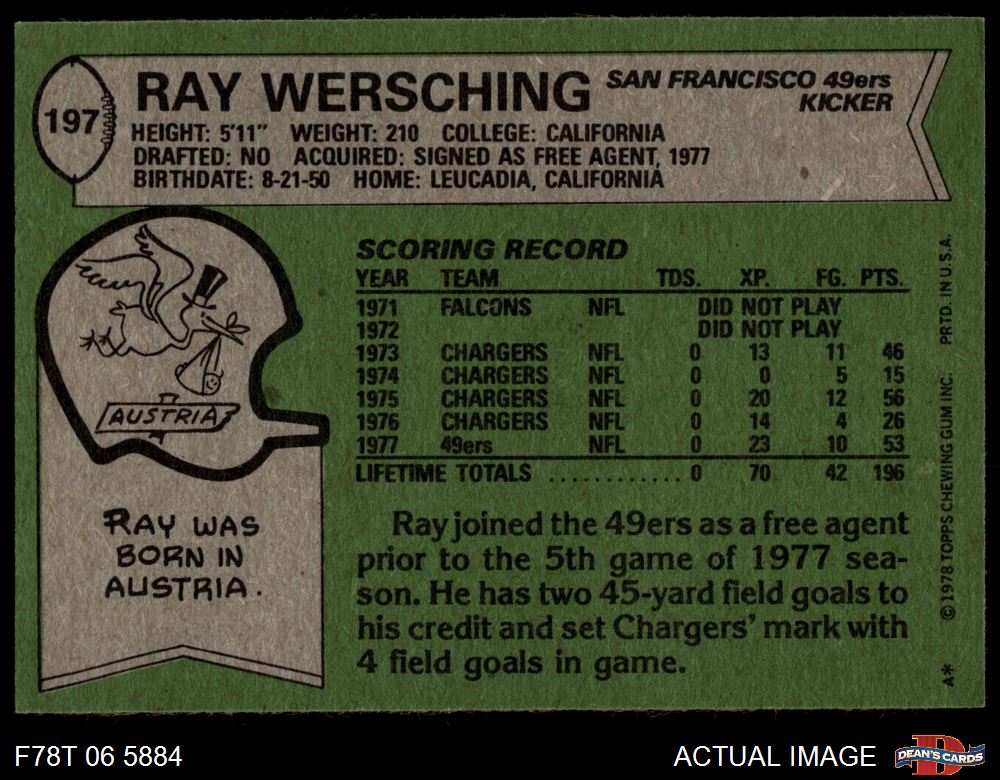 197
RAY WERSCHING SAN FRANCISCO 49ers
KICKER
HEIGHT: 5'11" WEIGHT: 210 COLLEGE: CALIFORNIA
DRAFTED: NO ACQUIRED: SIGNED AS FREE AGENT, 1977
BIRTHDATE: 8-21-50 HOME: LEUCADIA, CALIFORNIA
AUSTRIA
RAY WAS
BORN IN
AUSTRIA.
SCORING RECORD
YEAR TEAM TDS. XP. FG. PTS.
1971 FALCONS NFL DID NOT PLAY
1972 DID NOT PLAY
1973 CHARGERS NFL 0 13 11 46
1974 CHARGERS NFL 0 0 5 15
1975 CHARGERS NFL 0 20 12 56
1976 CHARGERS NFL 0 14 4 26
1977 49ers NFL 0 23 10 53
LIFETIME TOTALS ............ 0 70 42 196
Ray joined the 49ers as a free agent
prior to the 5th game of 1977 sea-
son. He has two 45-yard field goals to
his credit and set Chargers' mark with
4 field goals in game.
A* © 1978 TOPPS CHEWING GUM INC. PRTD. IN U.S.A.
F78T 06 5884
ACTUAL IMAGE
D
DEAN'S CARDS